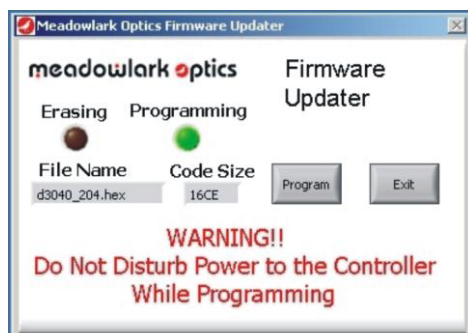 Meadowlark Optics Firmware Updater
meadowlark optics
Firmware
Updater
Erasing
Programming
File Name
Code Size
d3040_204.hex
16CE
Program
Exit
WARNING!!
Do Not Disturb Power to the Controller
While Programming